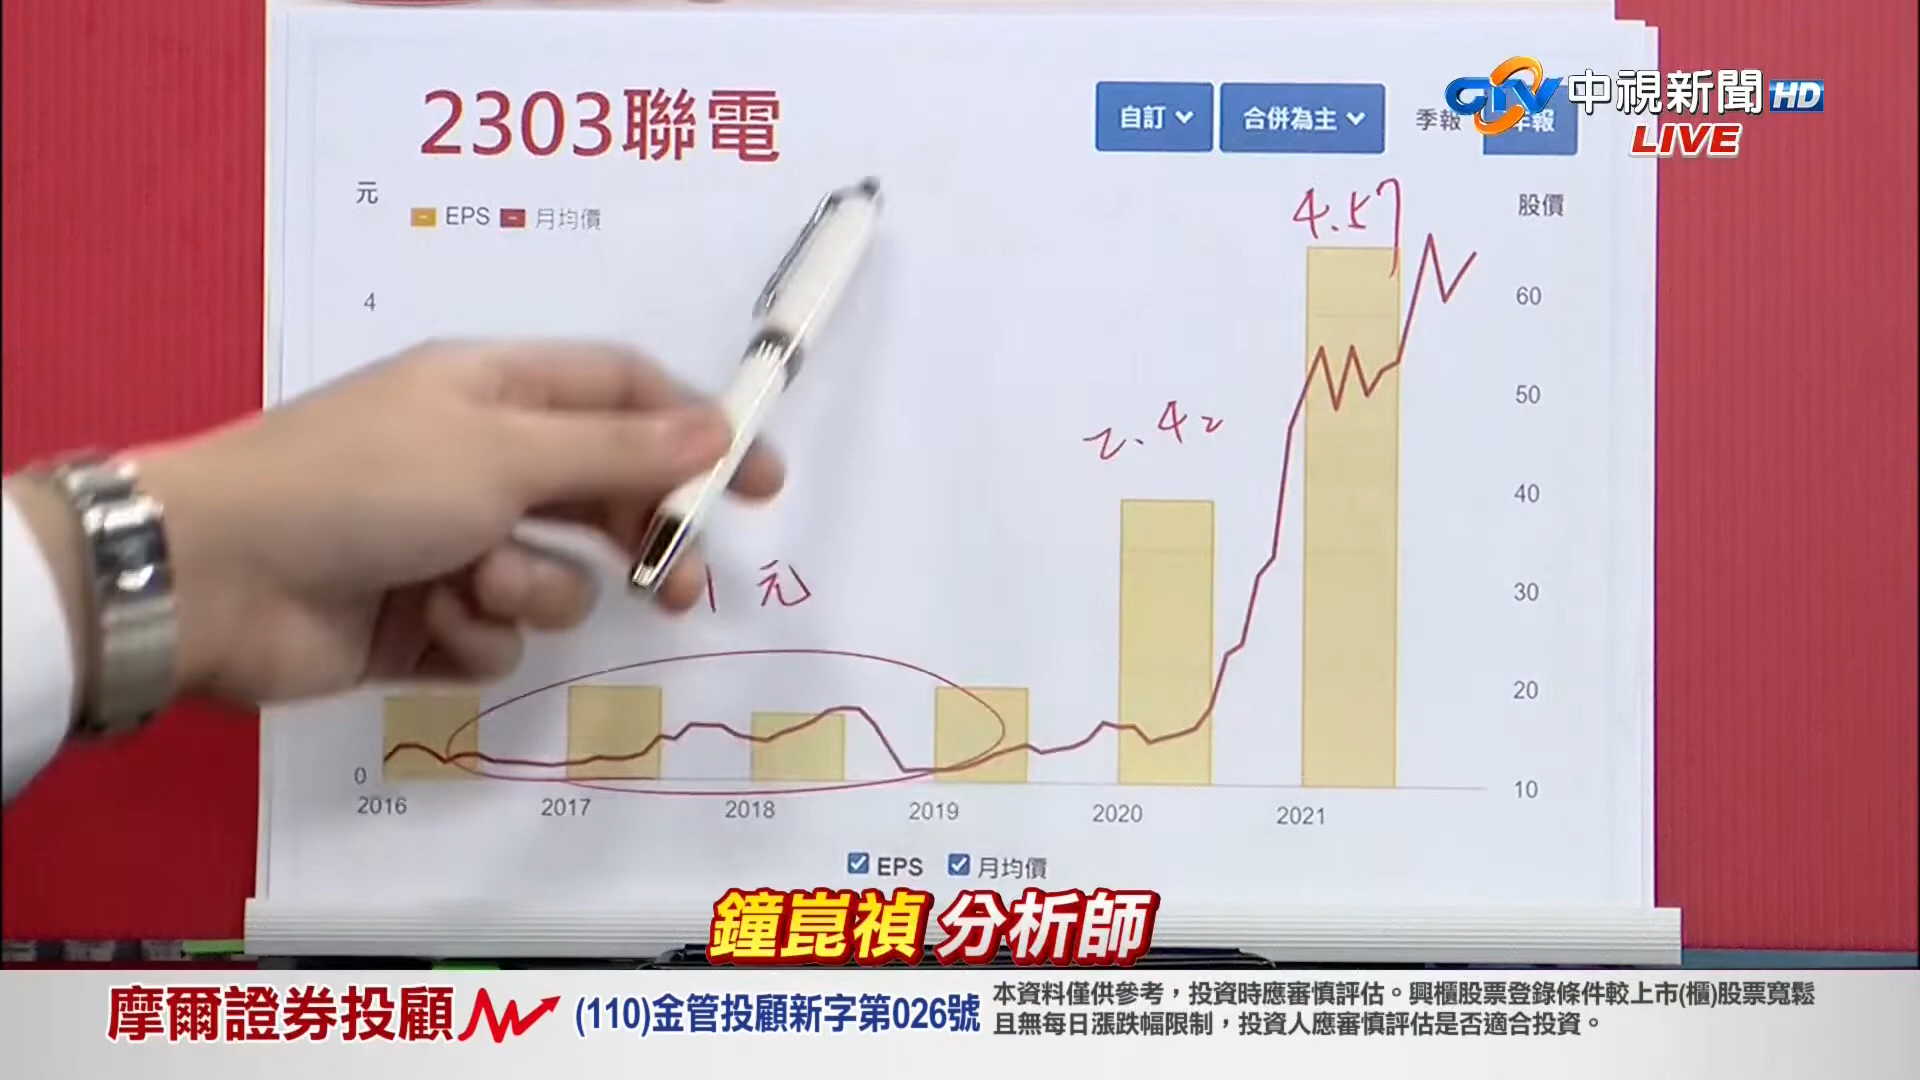 2303聯電
自訂
合併為主
季報
年報
CTV中視新聞HD
LIVE
元
EPS
月均價
股價
4.57
2.42
1元
4
0
60
50
40
30
20
10
2016
2017
2018
2019
2020
2021
EPS
月均價
鐘崑禎 分析師
摩爾證券投顧
(110)金管投顧新字第026號
本資料僅供參考，投資時應審慎評估。興櫃股票登錄條件較上市(櫃)股票寬鬆
且無每日漲跌幅限制，投資人應審慎評估是否適合投資。